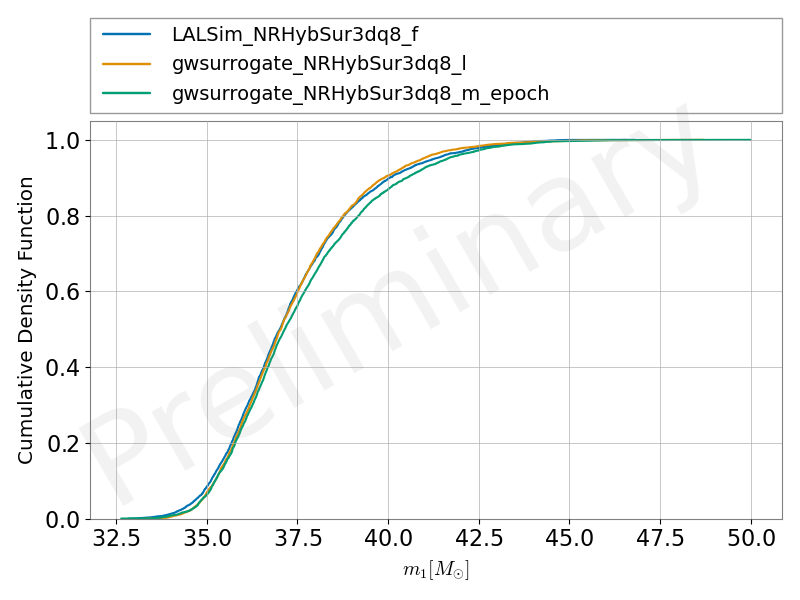 LALSim_NRHybSur3dq8_f
gwsurrogate_NRHybSur3dq8_l
gwsurrogate_NRHybSur3dq8_m_epoch
1.0
0.8
0.6
0.4
0.2
0.0
Cumulative Density Function
Preliminary
32.5 35.0 37.5 40.0 42.5 45.0 47.5 50.0
m₁[M☉]